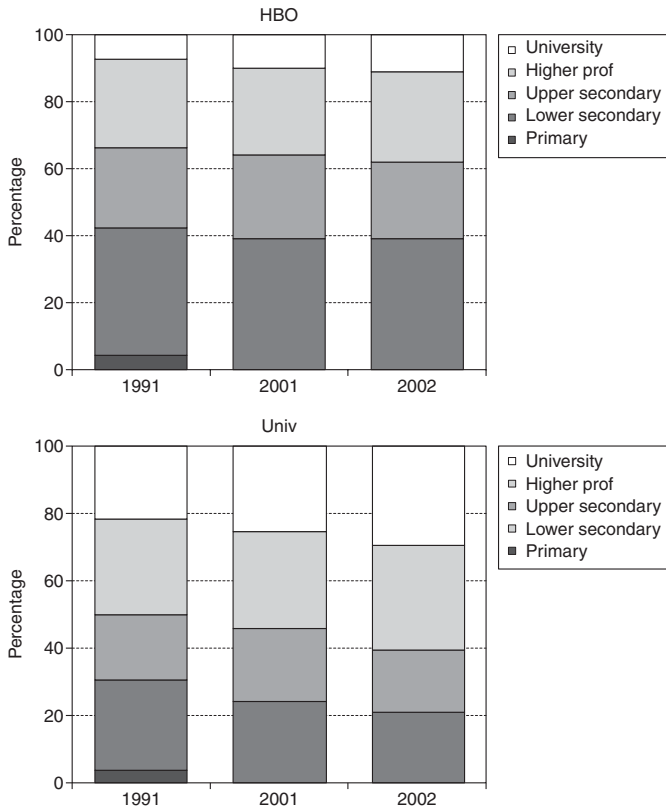 HBO
100
80
60
40
20
0
Percentage
1991 2001 2002
University
Higher prof
Upper secondary
Lower secondary
Primary
Univ
100
80
60
40
20
0
Percentage
1991 2001 2002
University
Higher prof
Upper secondary
Lower secondary
Primary